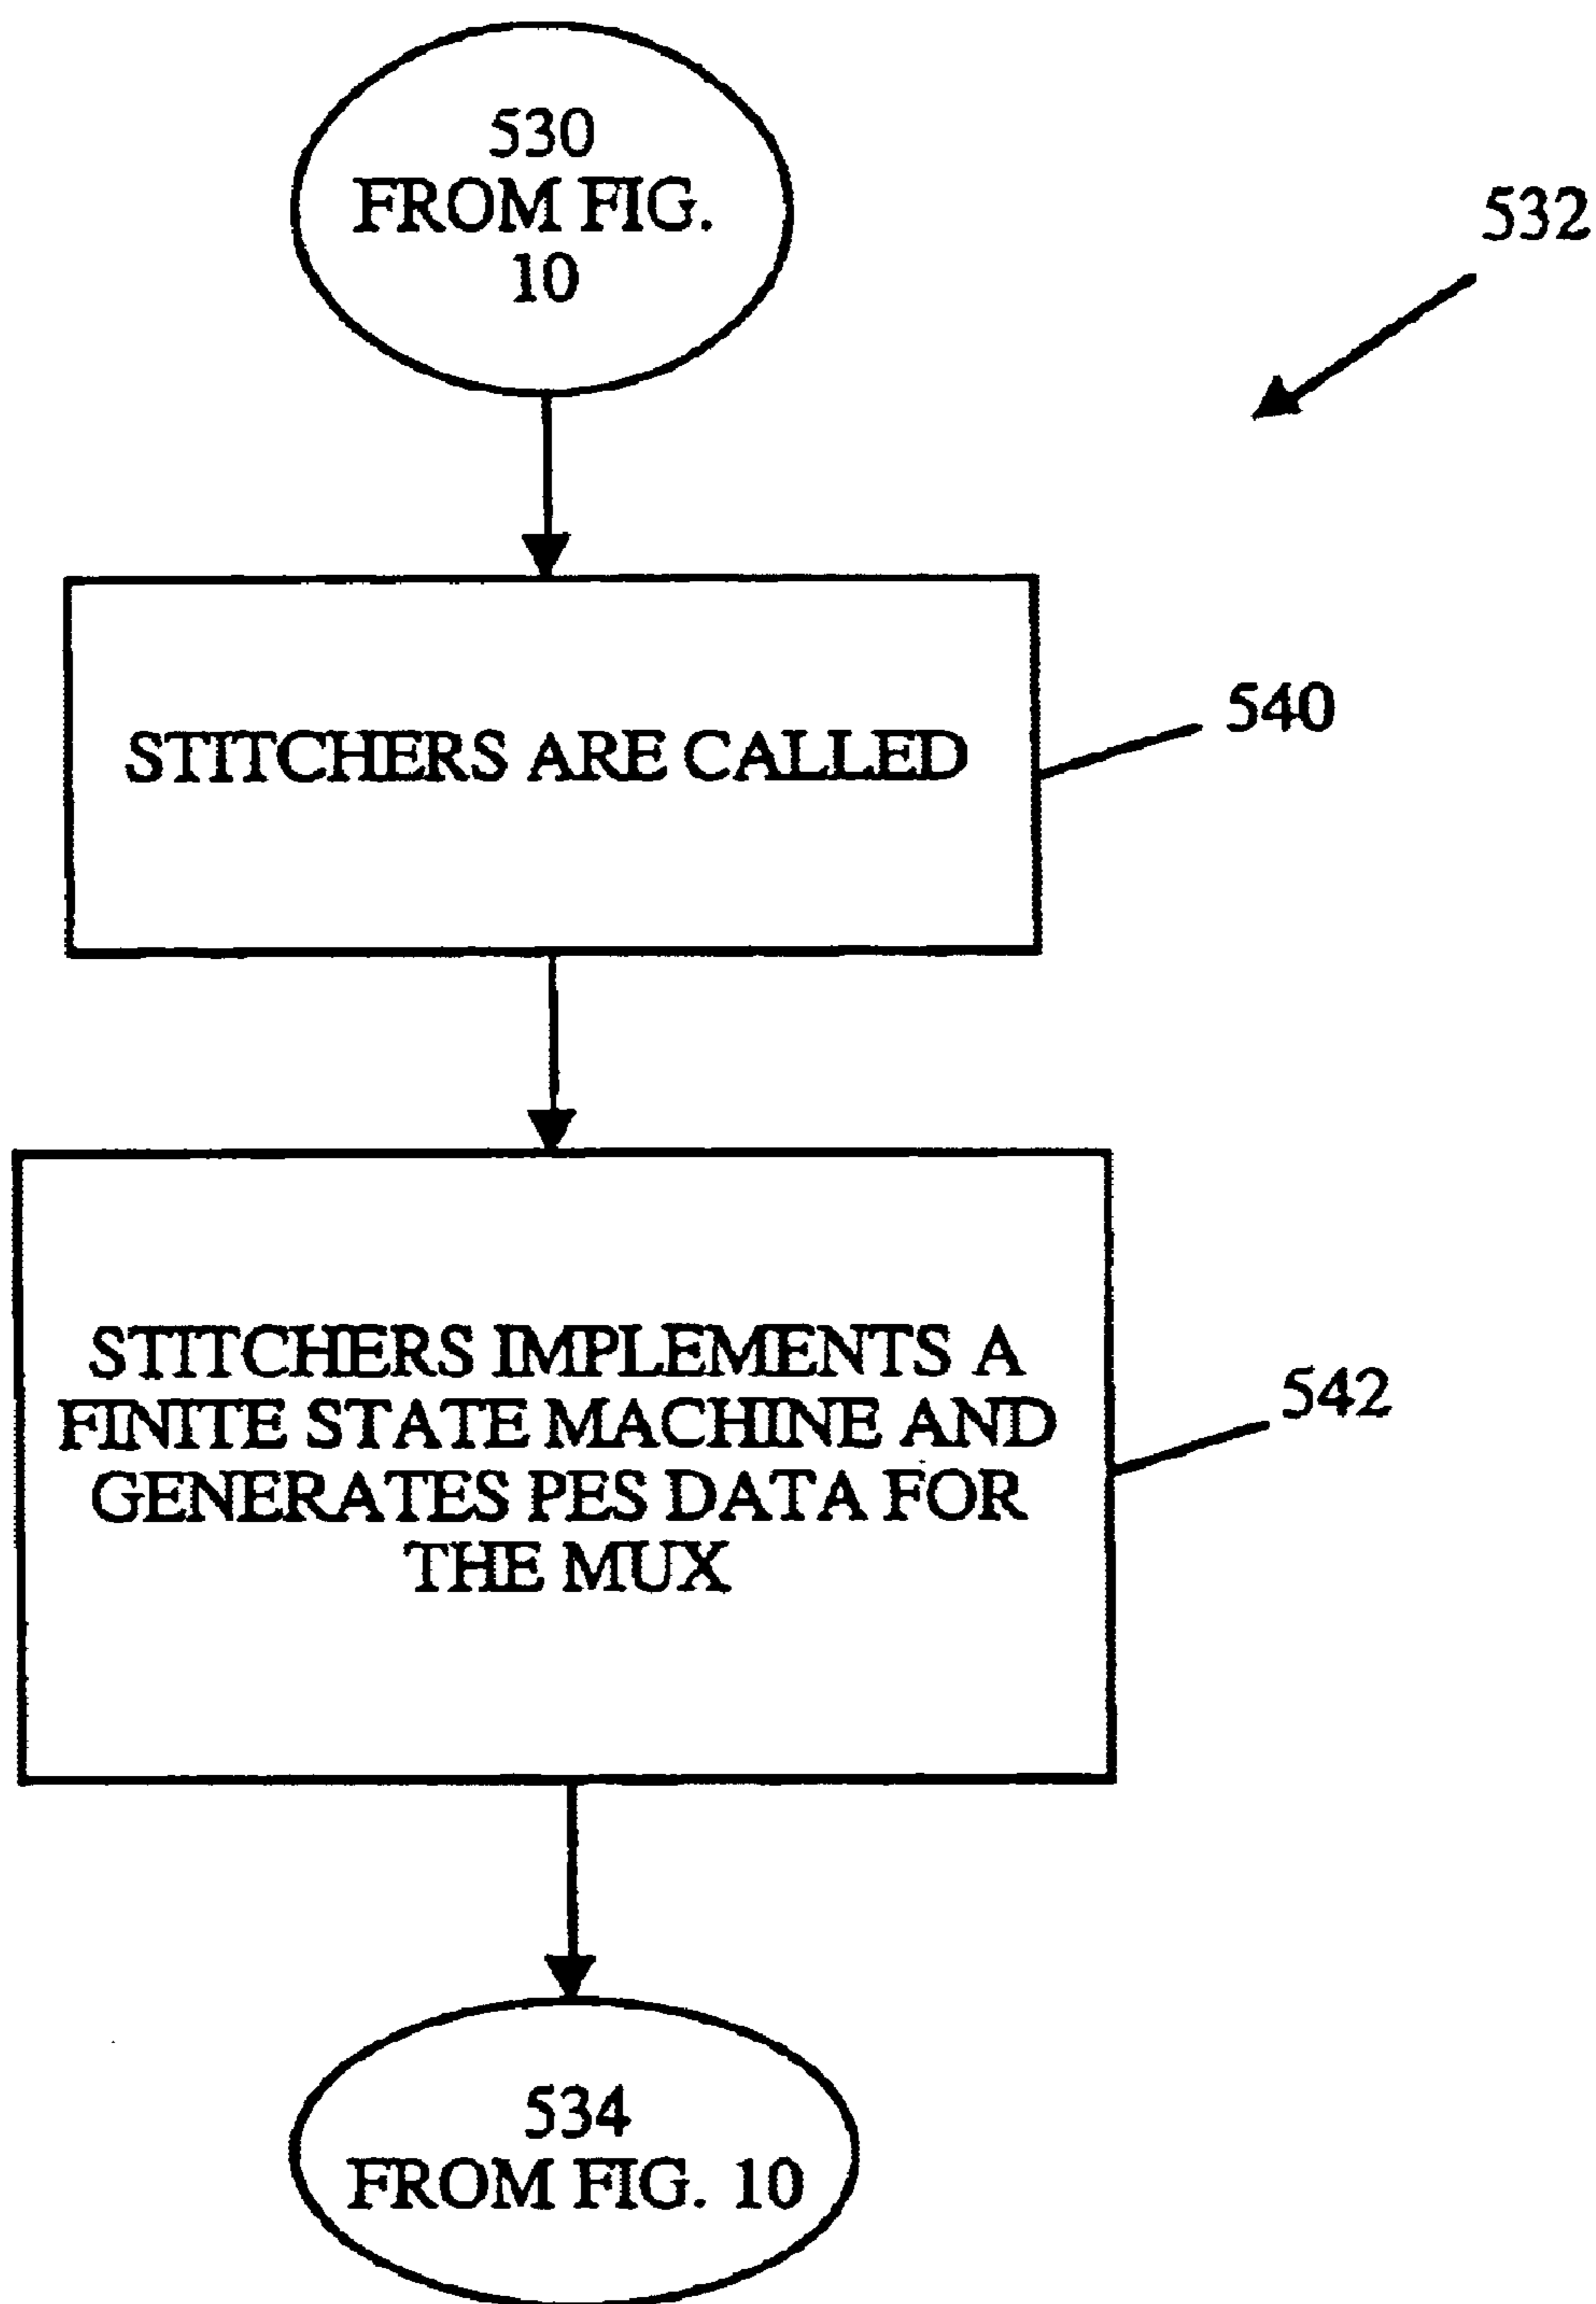 530
FROM FIG.
10
532
STITCHERS ARE CALLED
540
STITCHERS IMPLEMENTS A
FINITE STATE MACHINE AND
GENERATES PES DATA FOR
THE MUX
542
534
FROM FIG. 10